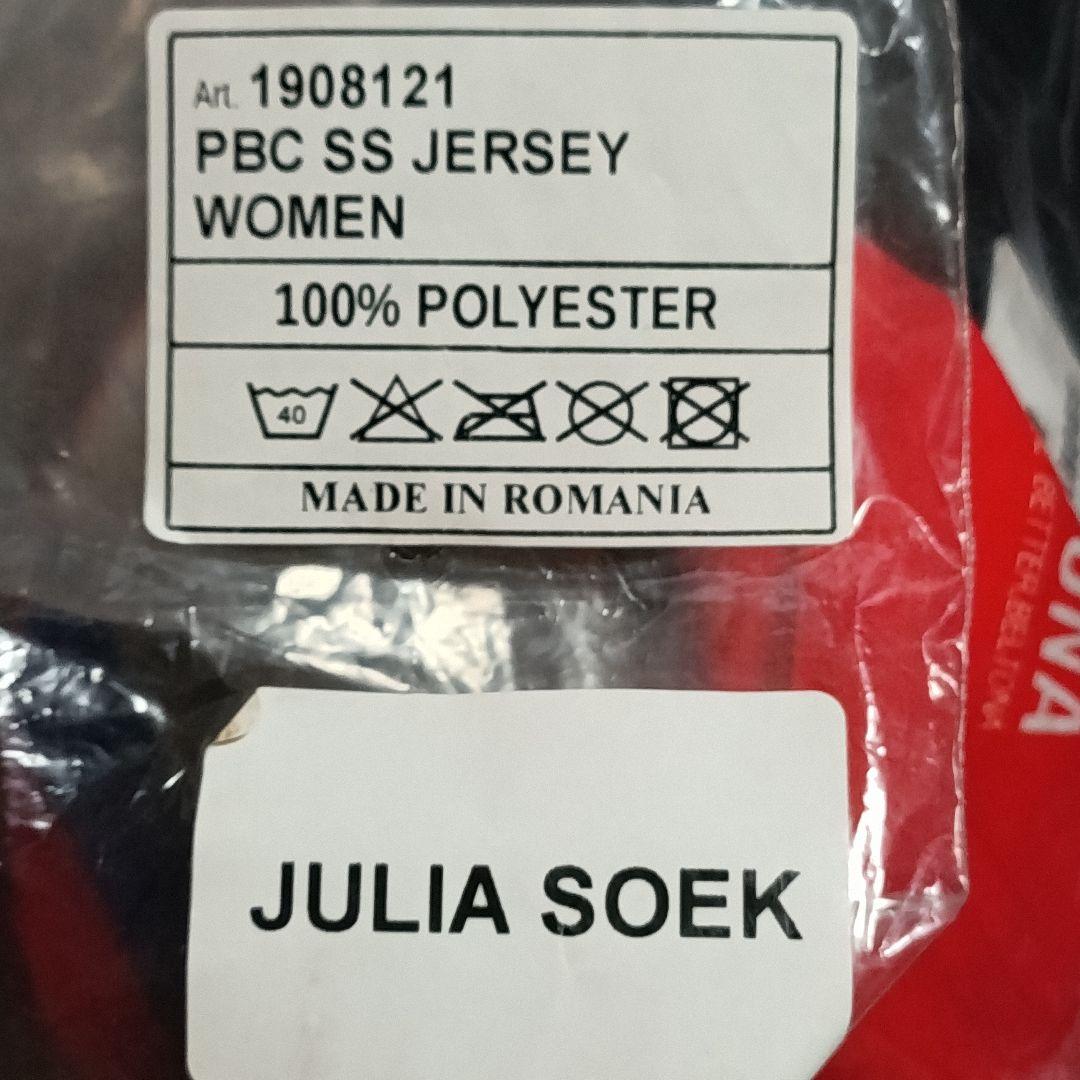 Art. 1908121
PBC SS JERSEY
WOMEN
100% POLYESTER
40
MADE IN ROMANIA
JULIA SOEK